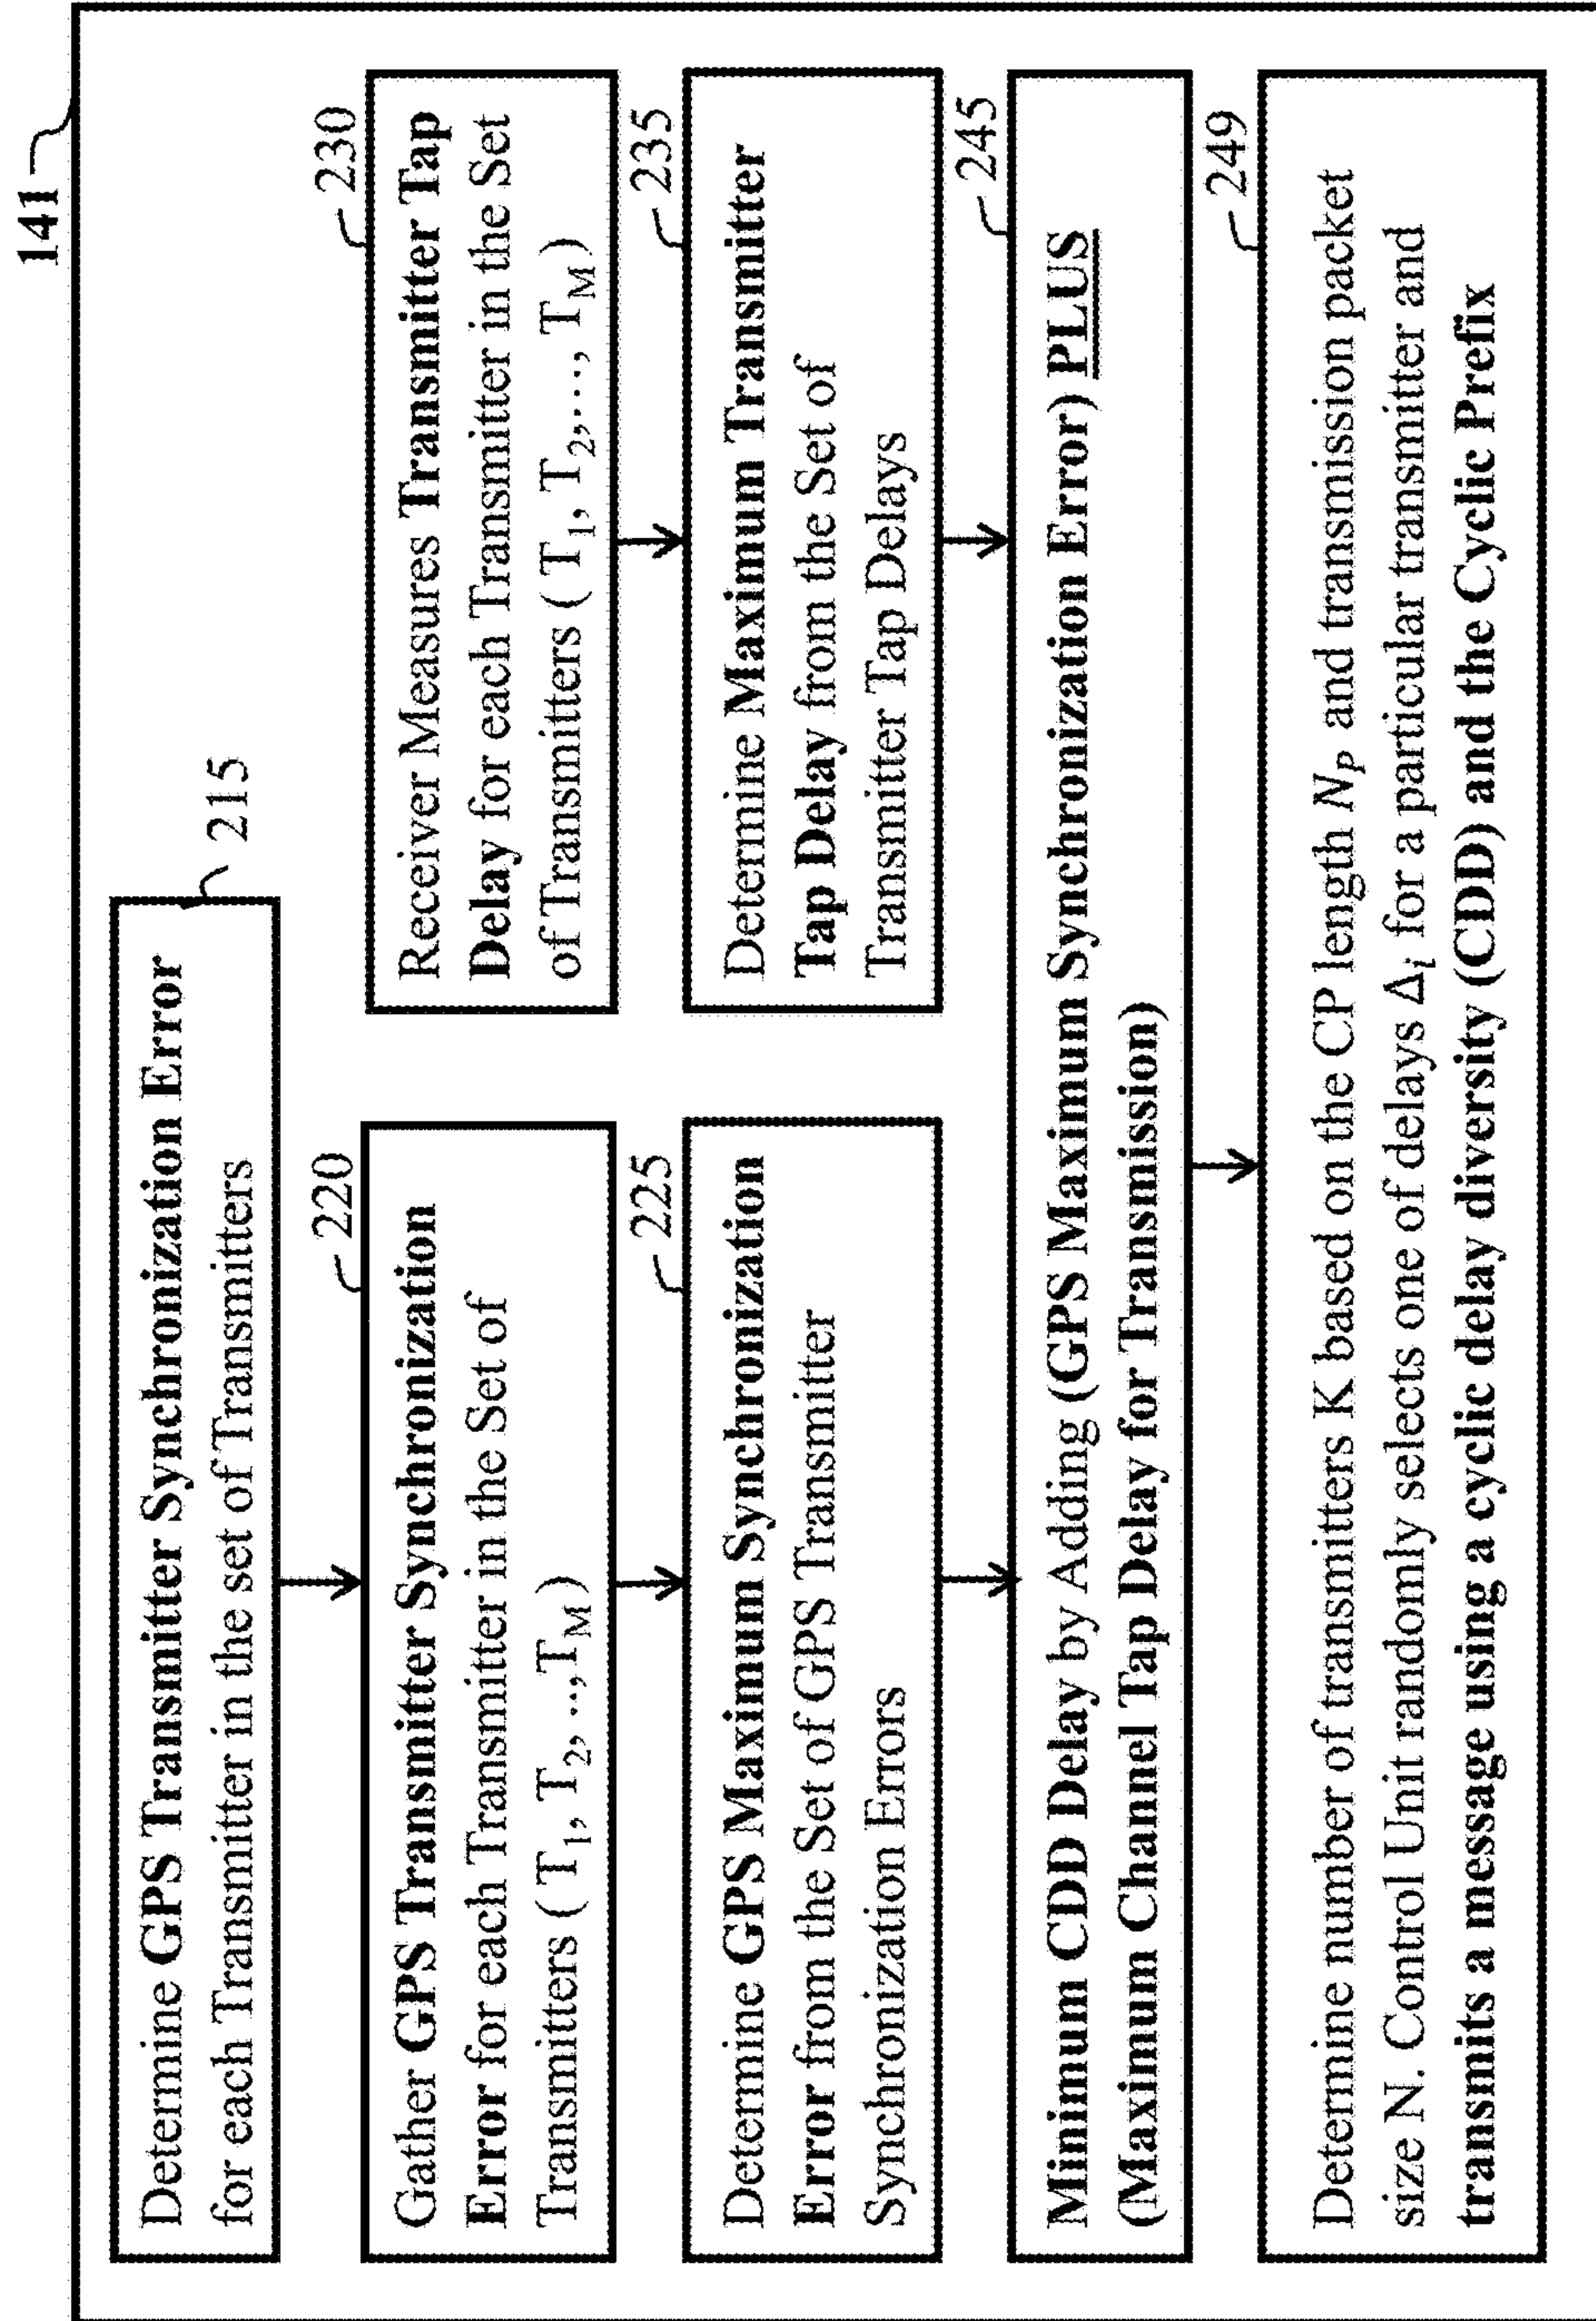 141
Determine GPS Transmitter Synchronization Error
for each Transmitter in the set of Transmitters
215
220
Gather GPS Transmitter Synchronization
Error for each Transmitter in the Set of
Transmitters ( T1, T2, ..,TM )
230
Receiver Measures Transmitter Tap
Delay for each Transmitter in the Set
of Transmitters ( T1, T2,..., TM )
225
Determine GPS Maximum Synchronization
Error from the Set of GPS Transmitter
Synchronization Errors
235
Determine Maximum Transmitter
Tap Delay from the Set of
Transmitter Tap Delays
245
Minimum CDD Delay by Adding (GPS Maximum Synchronization Error) PLUS
(Maximum Channel Tap Delay for Transmission)
249
Determine number of transmitters K based on the CP length NP and transmission packet
size N. Control Unit randomly selects one of delays Δi for a particular transmitter and
transmits a message using a cyclic delay diversity (CDD) and the Cyclic Prefix